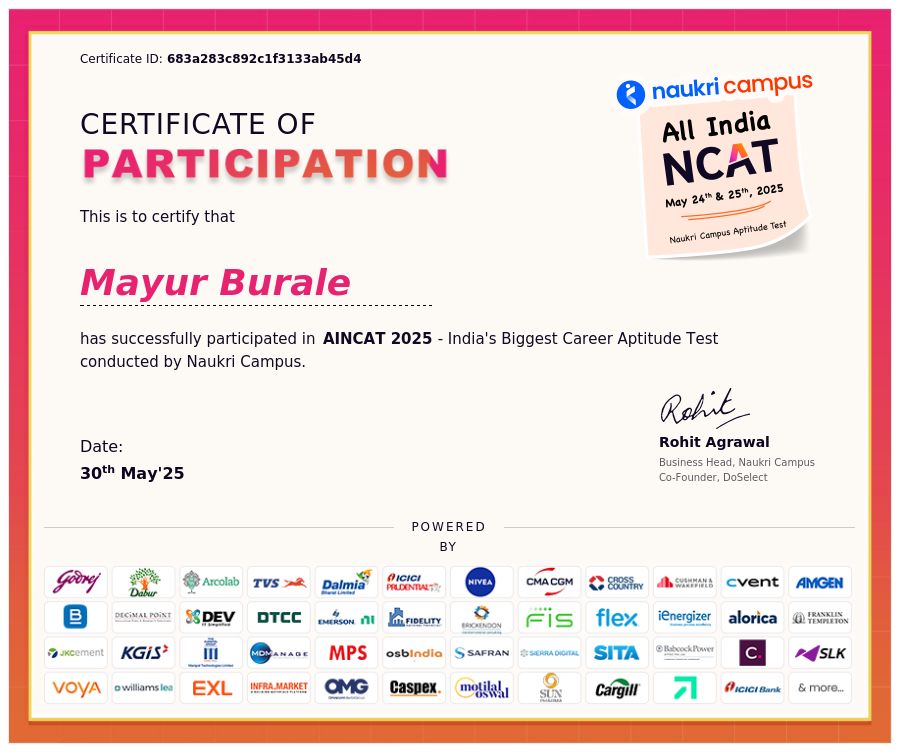 Certificate ID: 683a283c892c1f3133ab45d4
naukri campus
All India
NCAT
May 24th & 25th, 2025
Naukri Campus Aptitude Test
CERTIFICATE OF
PARTICIPATION
This is to certify that
Mayur Burale
has successfully participated in AINCAT 2025 - India's Biggest Career Aptitude Test
conducted by Naukri Campus.
Rohit
Rohit Agrawal
Business Head, Naukri Campus
Co-Founder, DoSelect
Date:
30th May'25
POWERED
BY
Godrej Dabur Arcolab TVS Dalmia Bharat Limited ICICI PRUDENTIAL NIVEA CMA CGM CROSS COUNTRY CUSHMAN & WAKEFIELD cvent AMGEN
B DECIMAL POINT DEV IT Simplified DTCC EMERSON ni FIDELITY BRICKENDON FIS flex iEnergizer alorica FRANKLIN TEMPLETON
JKcement KGiS MDMANAGE MPS osbIndia SAFRAN SIERRA DIGITAL SITA Babcock Power C. SLK
VOYA williams lea EXL INFRA.MARKET OMG Caspex. motilal oswal SUN PHARMA Cargill ICICI Bank & more...